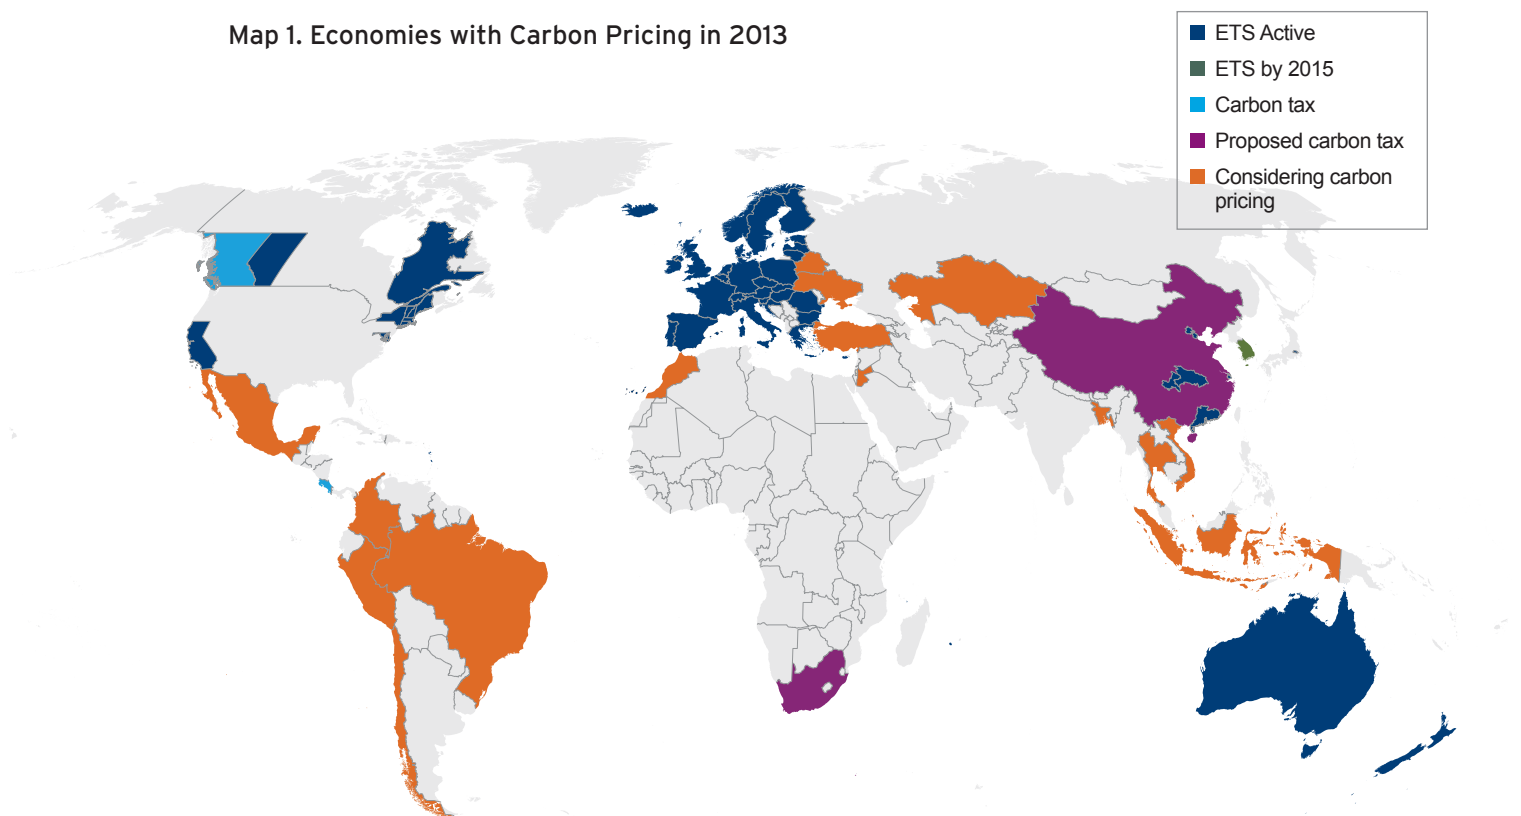 Map 1. Economies with Carbon Pricing in 2013
ETS Active
ETS by 2015
Carbon tax
Proposed carbon tax
Considering carbon
pricing